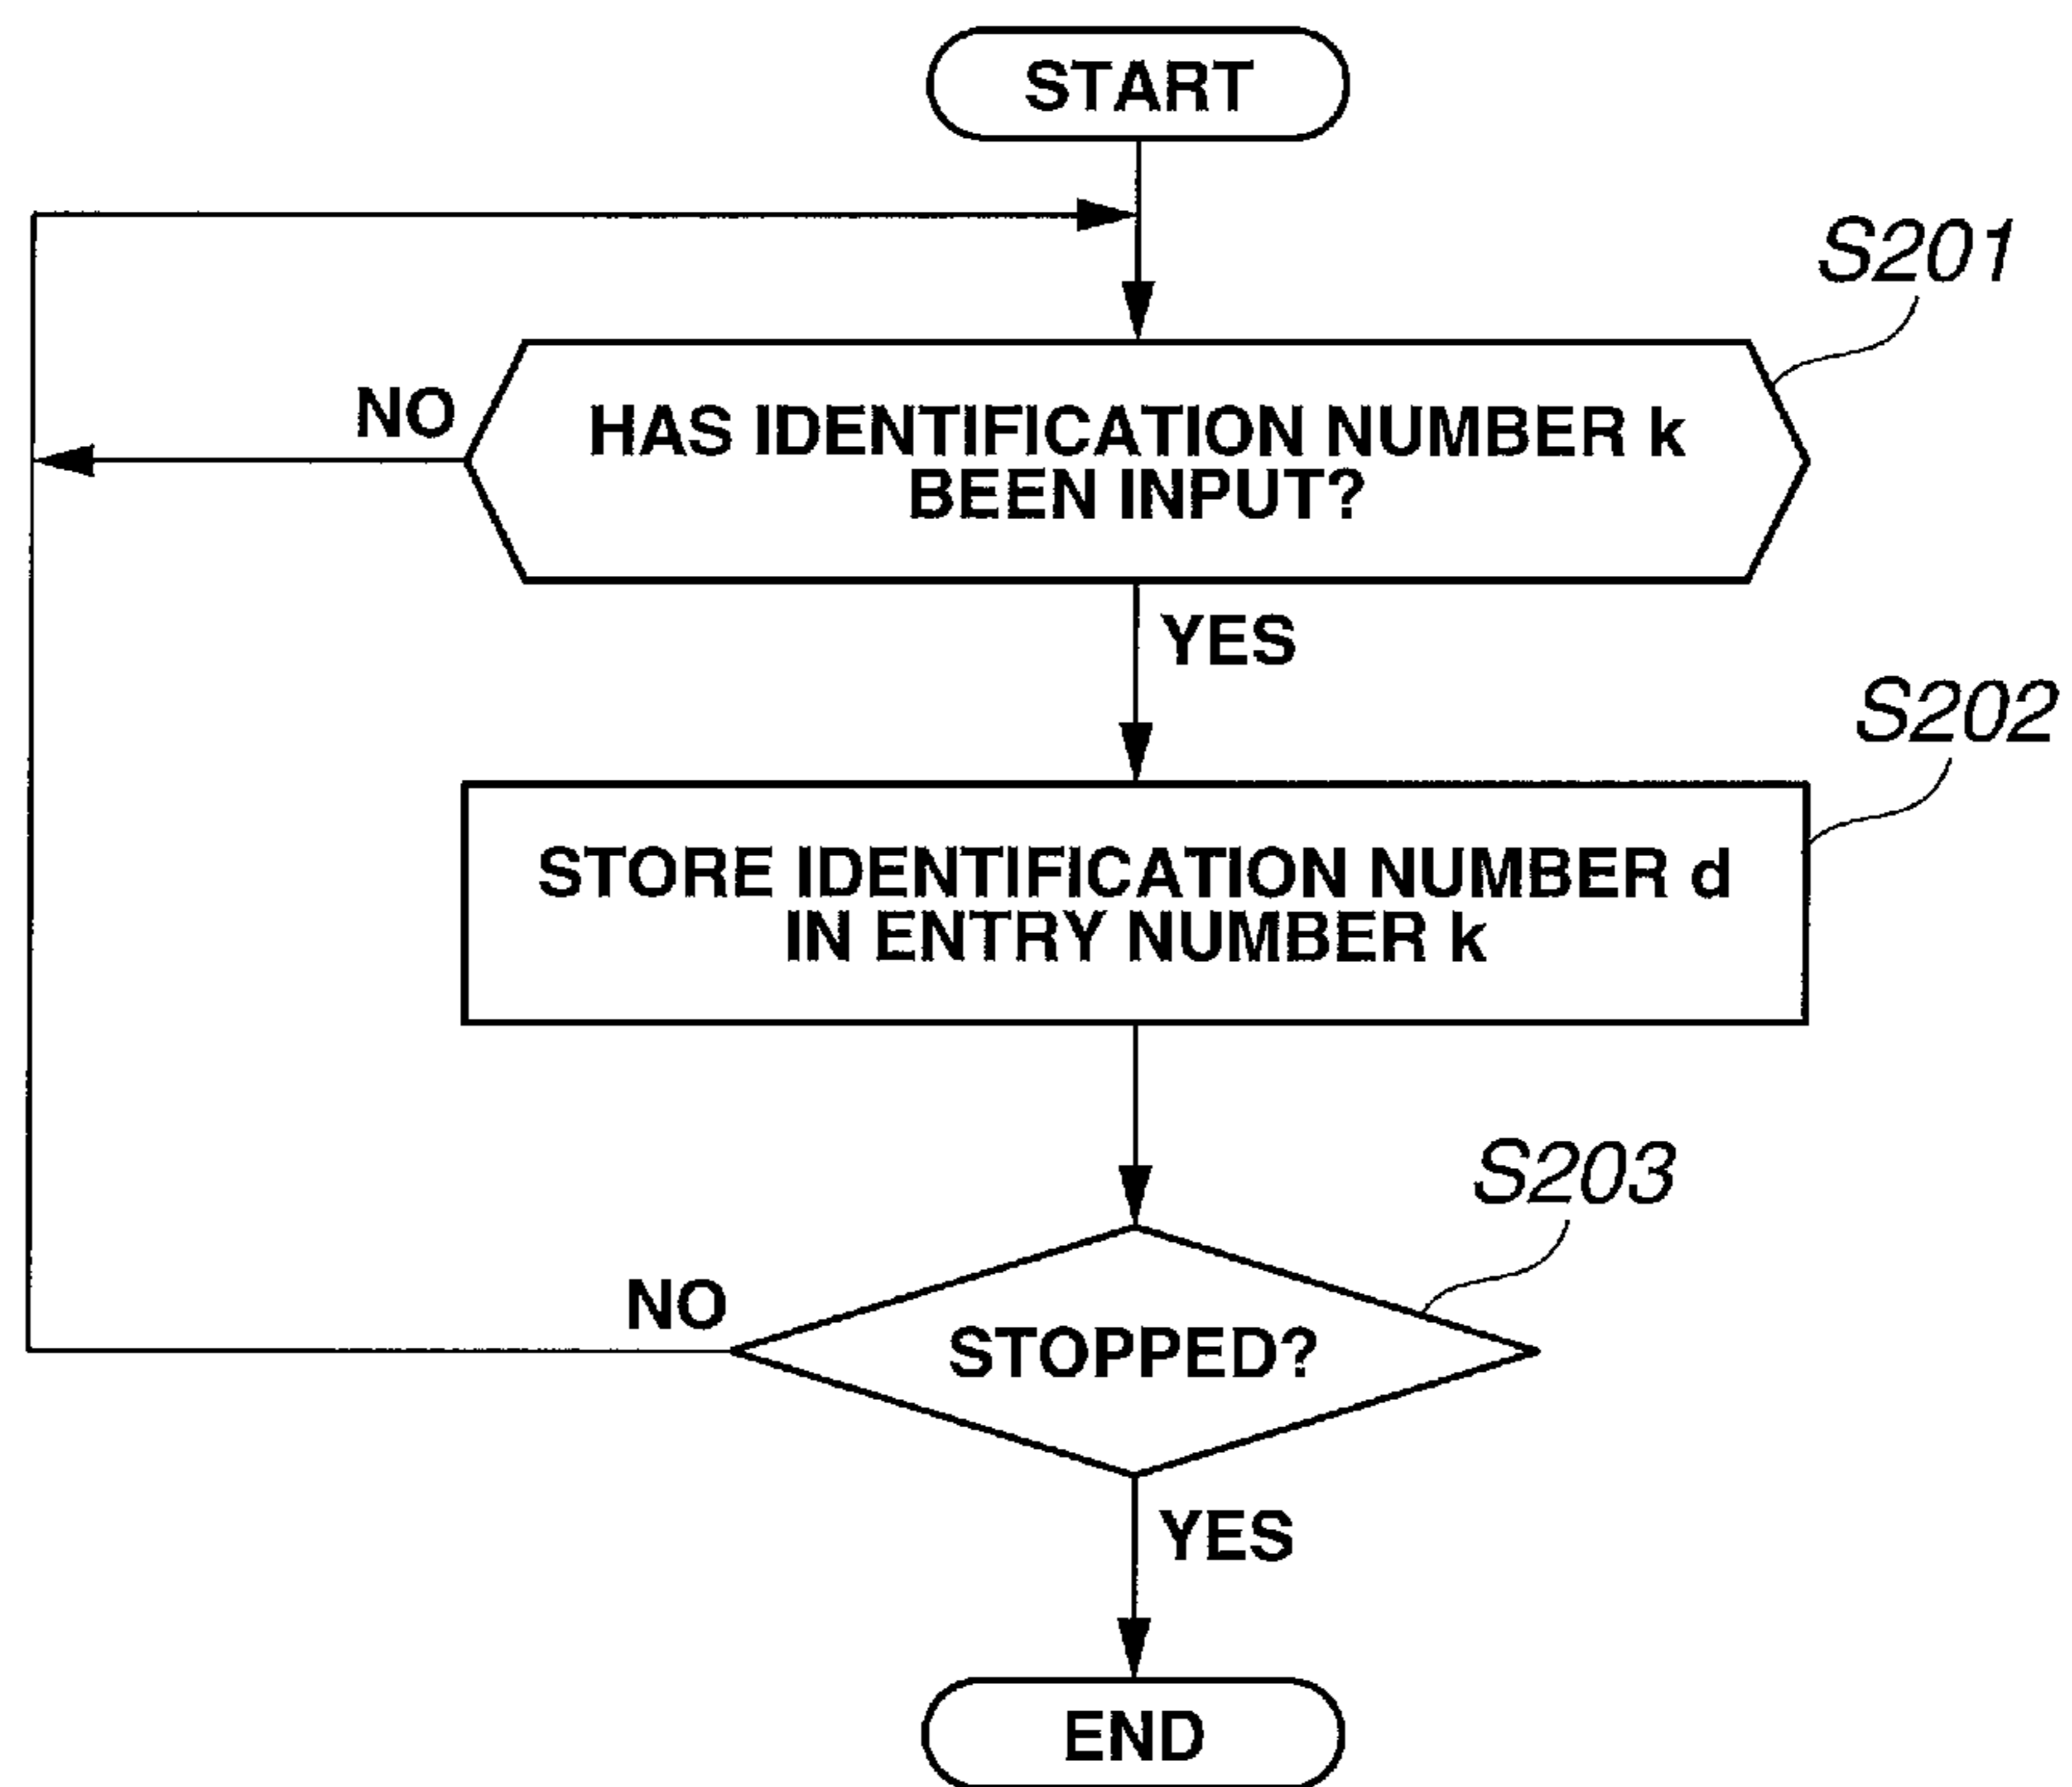 START
S201
NO
HAS IDENTIFICATION NUMBER k
BEEN INPUT?
YES
S202
STORE IDENTIFICATION NUMBER d
IN ENTRY NUMBER k
S203
NO
STOPPED?
YES
END